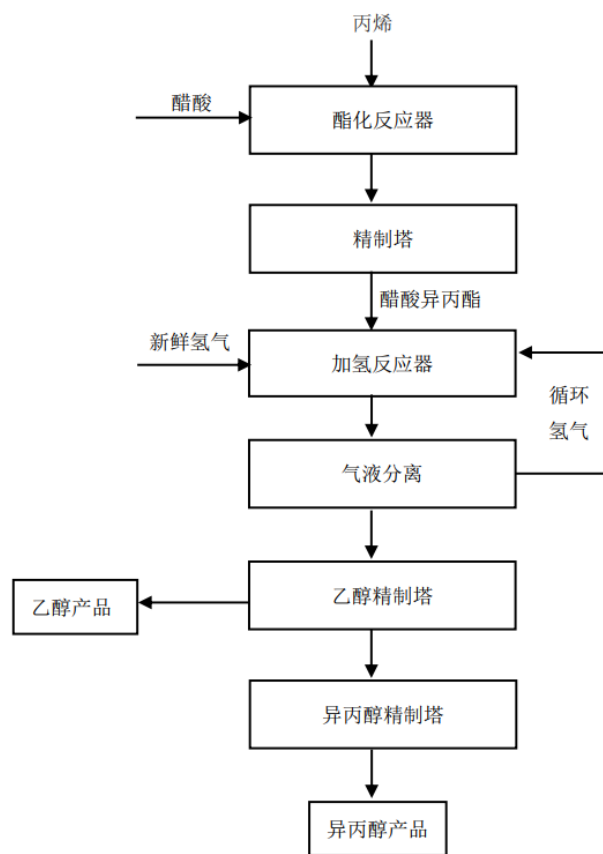 丙烯
醋酸
酯化反应器
精制塔
醋酸异丙酯
新鲜氢气
加氢反应器
循环
氢气
气液分离
乙醇产品
乙醇精制塔
异丙醇精制塔
异丙醇产品